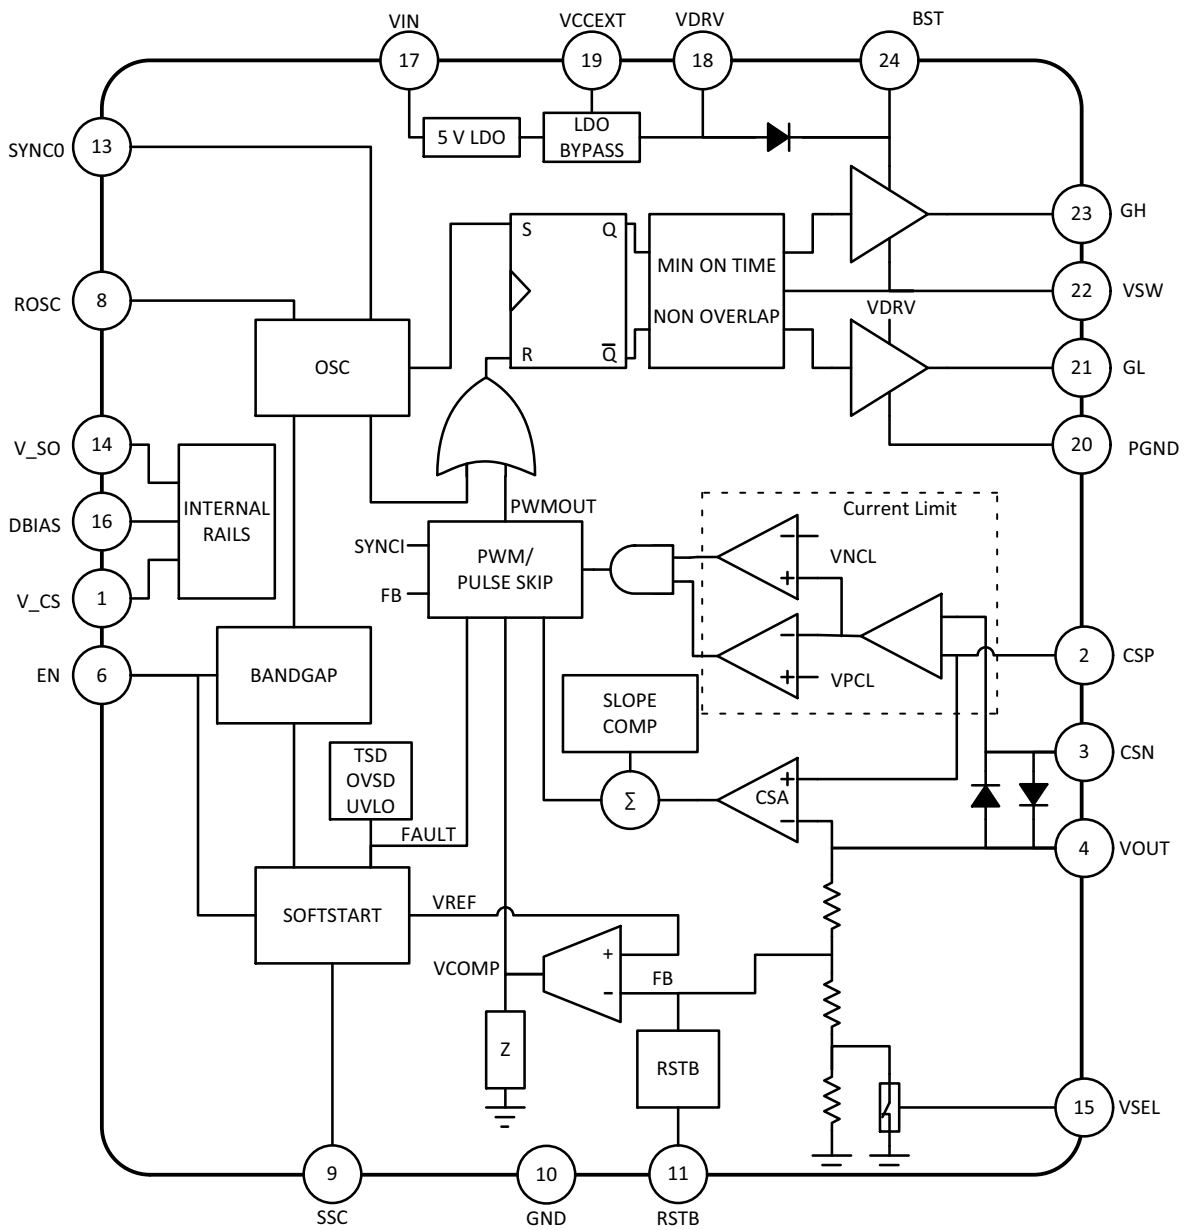 VIN
VCCEXT
VDRV
BST
17
19
18
24
5 V LDO
LDO
BYPASS
SYNC0
13
23
GH
S
Q
MIN ON TIME
NON OVERLAP
R
Q̅
ROSC
8
22
VSW
VDRV
OSC
21
GL
V_SO
14
20
PGND
INTERNAL
RAILS
DBIAS
16
V_CS
1
PWMOUT
Current Limit
SYNCI
FB
PWM/
PULSE SKIP
−
VNCL
+
−
VPCL
+
EN
6
BANDGAP
2
CSP
SLOPE
COMP
TSD
OVSD
UVLO
3
CSN
Σ
CSA
+
−
FAULT
4
VOUT
SOFTSTART
VREF
VCOMP
+
−
FB
Z
RSTB
15
VSEL
9
10
11
SSC
GND
RSTB